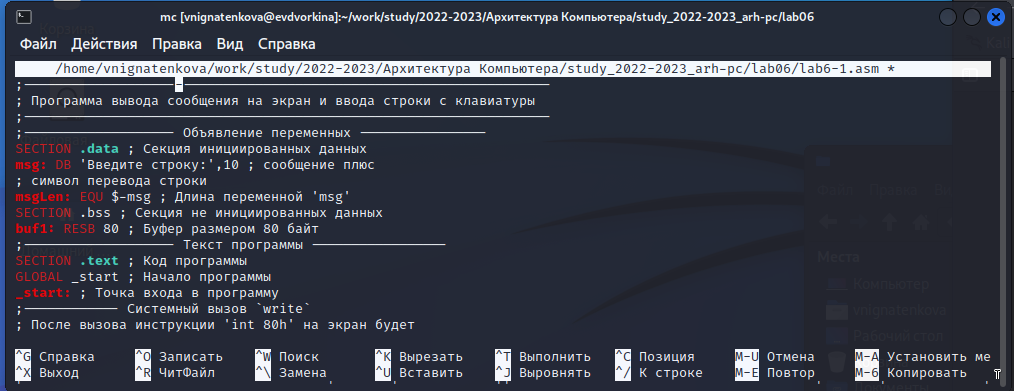 mc [vnignatenkova@evdvorkina]:~/work/study/2022-2023/Архитектура Компьютера/study_2022-2023_arh-pc/lab06
Файл Действия Правка Вид Справка
/home/vnignatenkova/work/study/2022-2023/Архитектура Компьютера/study_2022-2023_arh-pc/lab06/lab6-1.asm *
;------------------------------------------------------------------
; Программа вывода сообщения на экран и ввода строки с клавиатуры
;------------------------------------------------------------------
;------------------- Объявление переменных ----------------
SECTION .data ; Секция инициированных данных
msg: DB 'Введите строку:',10 ; сообщение плюс
; символ перевода строки
msgLen: EQU $-msg ; Длина переменной 'msg'
SECTION .bss ; Секция не инициированных данных
buf1: RESB 80 ; Буфер размером 80 байт
;------------------- Текст программы -----------------
SECTION .text ; Код программы
GLOBAL _start ; Начало программы
_start: ; Точка входа в программу
;------------ Системный вызов `write`
; После вызова инструкции 'int 80h' на экран будет
^G Справка ^O Записать ^W Поиск ^K Вырезать ^T Выполнить ^C Позиция M-U Отмена M-A Установить ме
^X Выход ^R ЧитФайл ^\ Замена ^U Вставить ^J Выровнять ^/ К строке M-E Повтор M-6 Копировать
Места
Компьютер
vnignatenkova
Рабочий стол